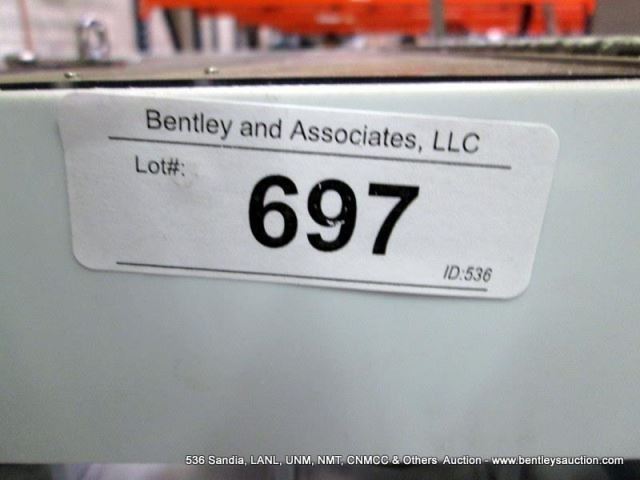 Bentley and Associates, LLC
Lot#:
697
ID:536
536 Sandia, LANL, UNM, NMT, CNMCC & Others  Auction - www.bentleysauction.com